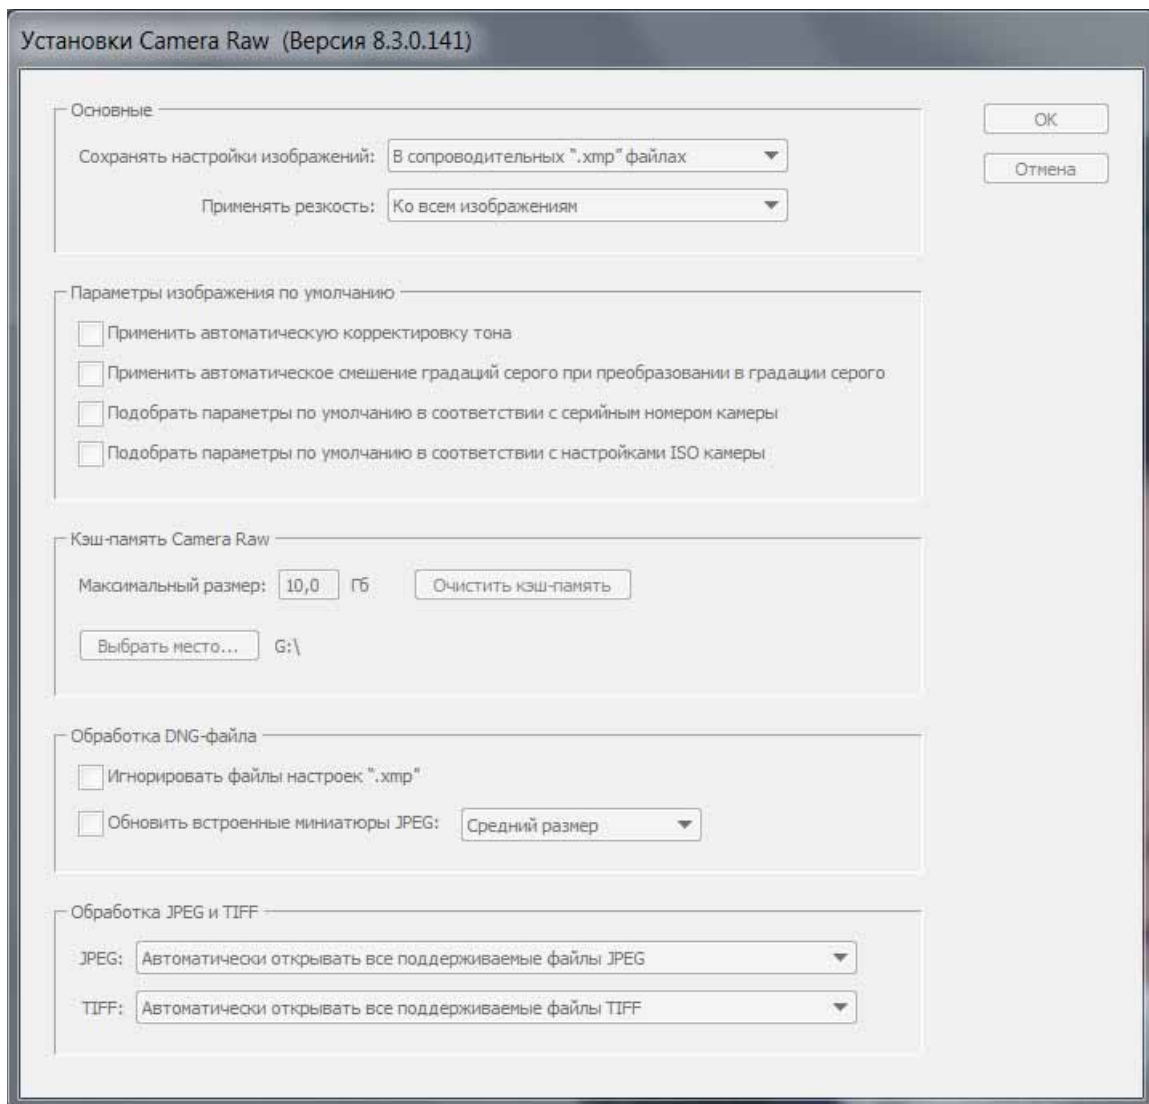 Установки Camera Raw (Версия 8.3.0.141)
Основные
OK
Сохранять настройки изображений: В сопроводительных ".xmp" файлах
Отмена
Применять резкость: Ко всем изображениям
Параметры изображения по умолчанию
Применить автоматическую корректировку тона
Применить автоматическое смешение градаций серого при преобразовании в градации серого
Подобрать параметры по умолчанию в соответствии с серийным номером камеры
Подобрать параметры по умолчанию в соответствии с настройками ISO камеры
Кэш-память Camera Raw
Максимальный размер: 10,0 Гб Очистить кэш-память
Выбрать место... G:\
Обработка DNG-файла
Игнорировать файлы настроек ".xmp"
Обновить встроенные миниатюры JPEG: Средний размер
Обработка JPEG и TIFF
JPEG: Автоматически открывать все поддерживаемые файлы JPEG
TIFF: Автоматически открывать все поддерживаемые файлы TIFF